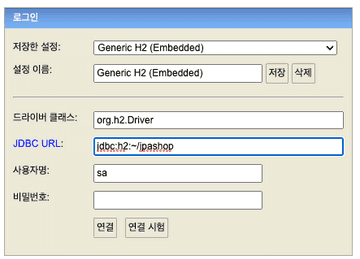 로그인
저장한 설정: Generic H2 (Embedded)
설정 이름: Generic H2 (Embedded) 저장 삭제
드라이버 클래스: org.h2.Driver
JDBC URL: jdbc:h2:~/jpashop
사용자명: sa
비밀번호:
연결 연결 시험